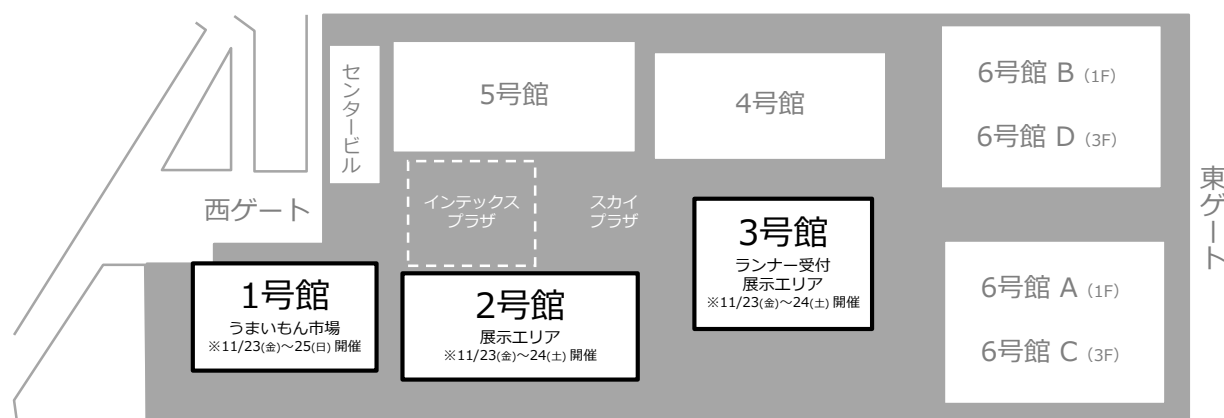 センタービル
5号館
4号館
6号館 B (1F)
6号館 D (3F)
西ゲート
インテックス
プラザ
スカイ
プラザ
東ゲート
1号館
うまいもん市場
※11/23(金)～25(日) 開催
2号館
展示エリア
※11/23(金)～24(土) 開催
3号館
ランナー受付
展示エリア
※11/23(金)～24(土) 開催
6号館 A (1F)
6号館 C (3F)